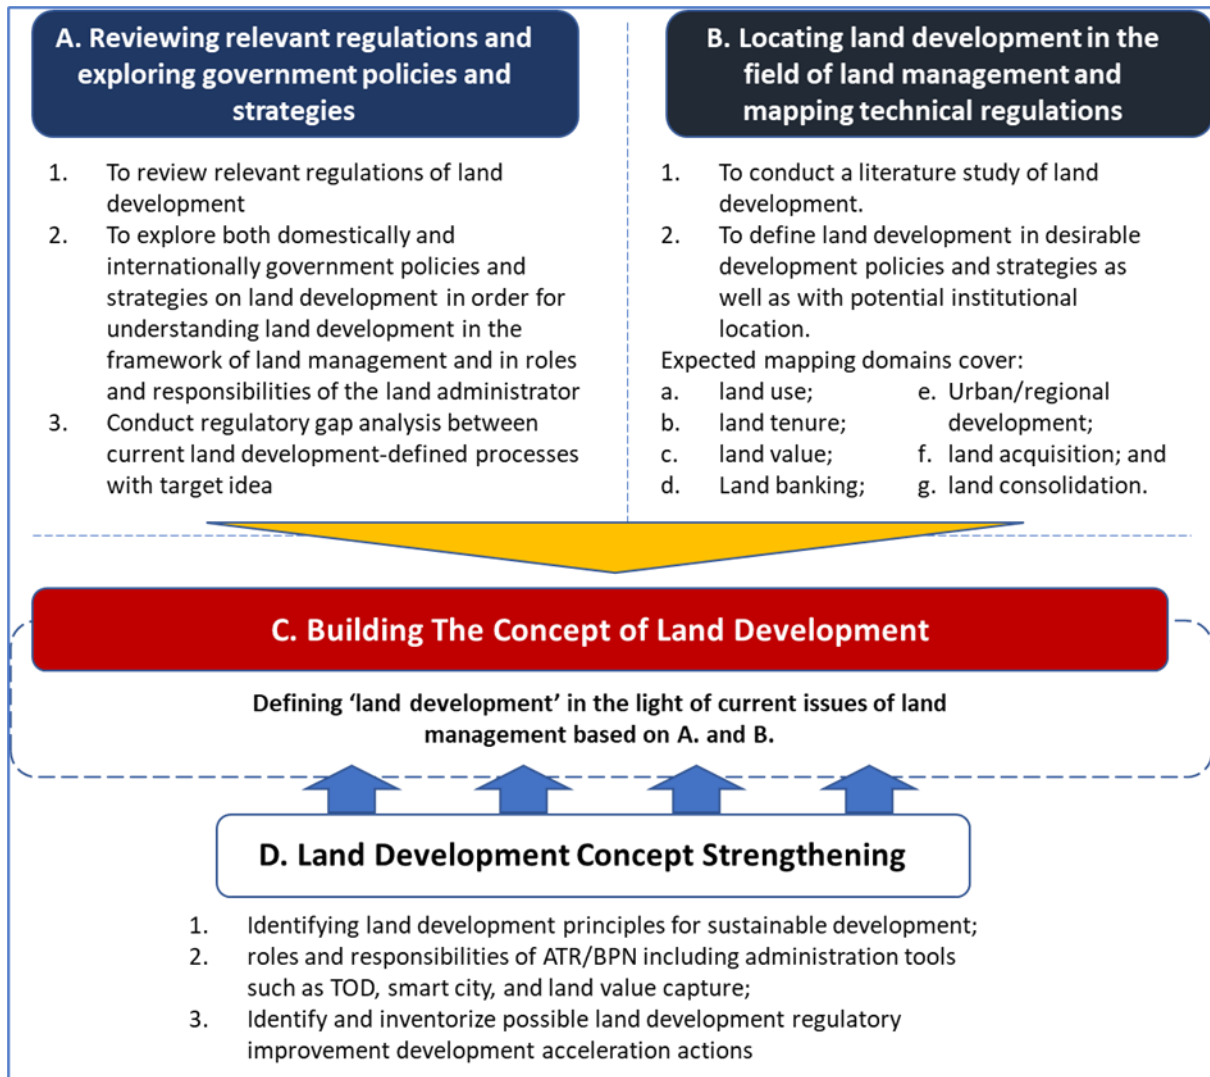 A. Reviewing relevant regulations and
exploring government policies and
strategies
1. To review relevant regulations of land
development
2. To explore both domestically and
internationally government policies and
strategies on land development in order for
understanding land development in the
framework of land management and in roles
and responsibilities of the land administrator
3. Conduct regulatory gap analysis between
current land development-defined processes
with target idea
B. Locating land development in the
field of land management and
mapping technical regulations
1. To conduct a literature study of land
development.
2. To define land development in desirable
development policies and strategies as
well as with potential institutional
location.
Expected mapping domains cover:
a. land use;
b. land tenure;
c. land value;
d. Land banking;
e. Urban/regional
development;
f. land acquisition; and
g. land consolidation.
C. Building The Concept of Land Development
Defining ‘land development’ in the light of current issues of land
management based on A. and B.
D. Land Development Concept Strengthening
1. Identifying land development principles for sustainable development;
2. roles and responsibilities of ATR/BPN including administration tools
such as TOD, smart city, and land value capture;
3. Identify and inventorize possible land development regulatory
improvement development acceleration actions